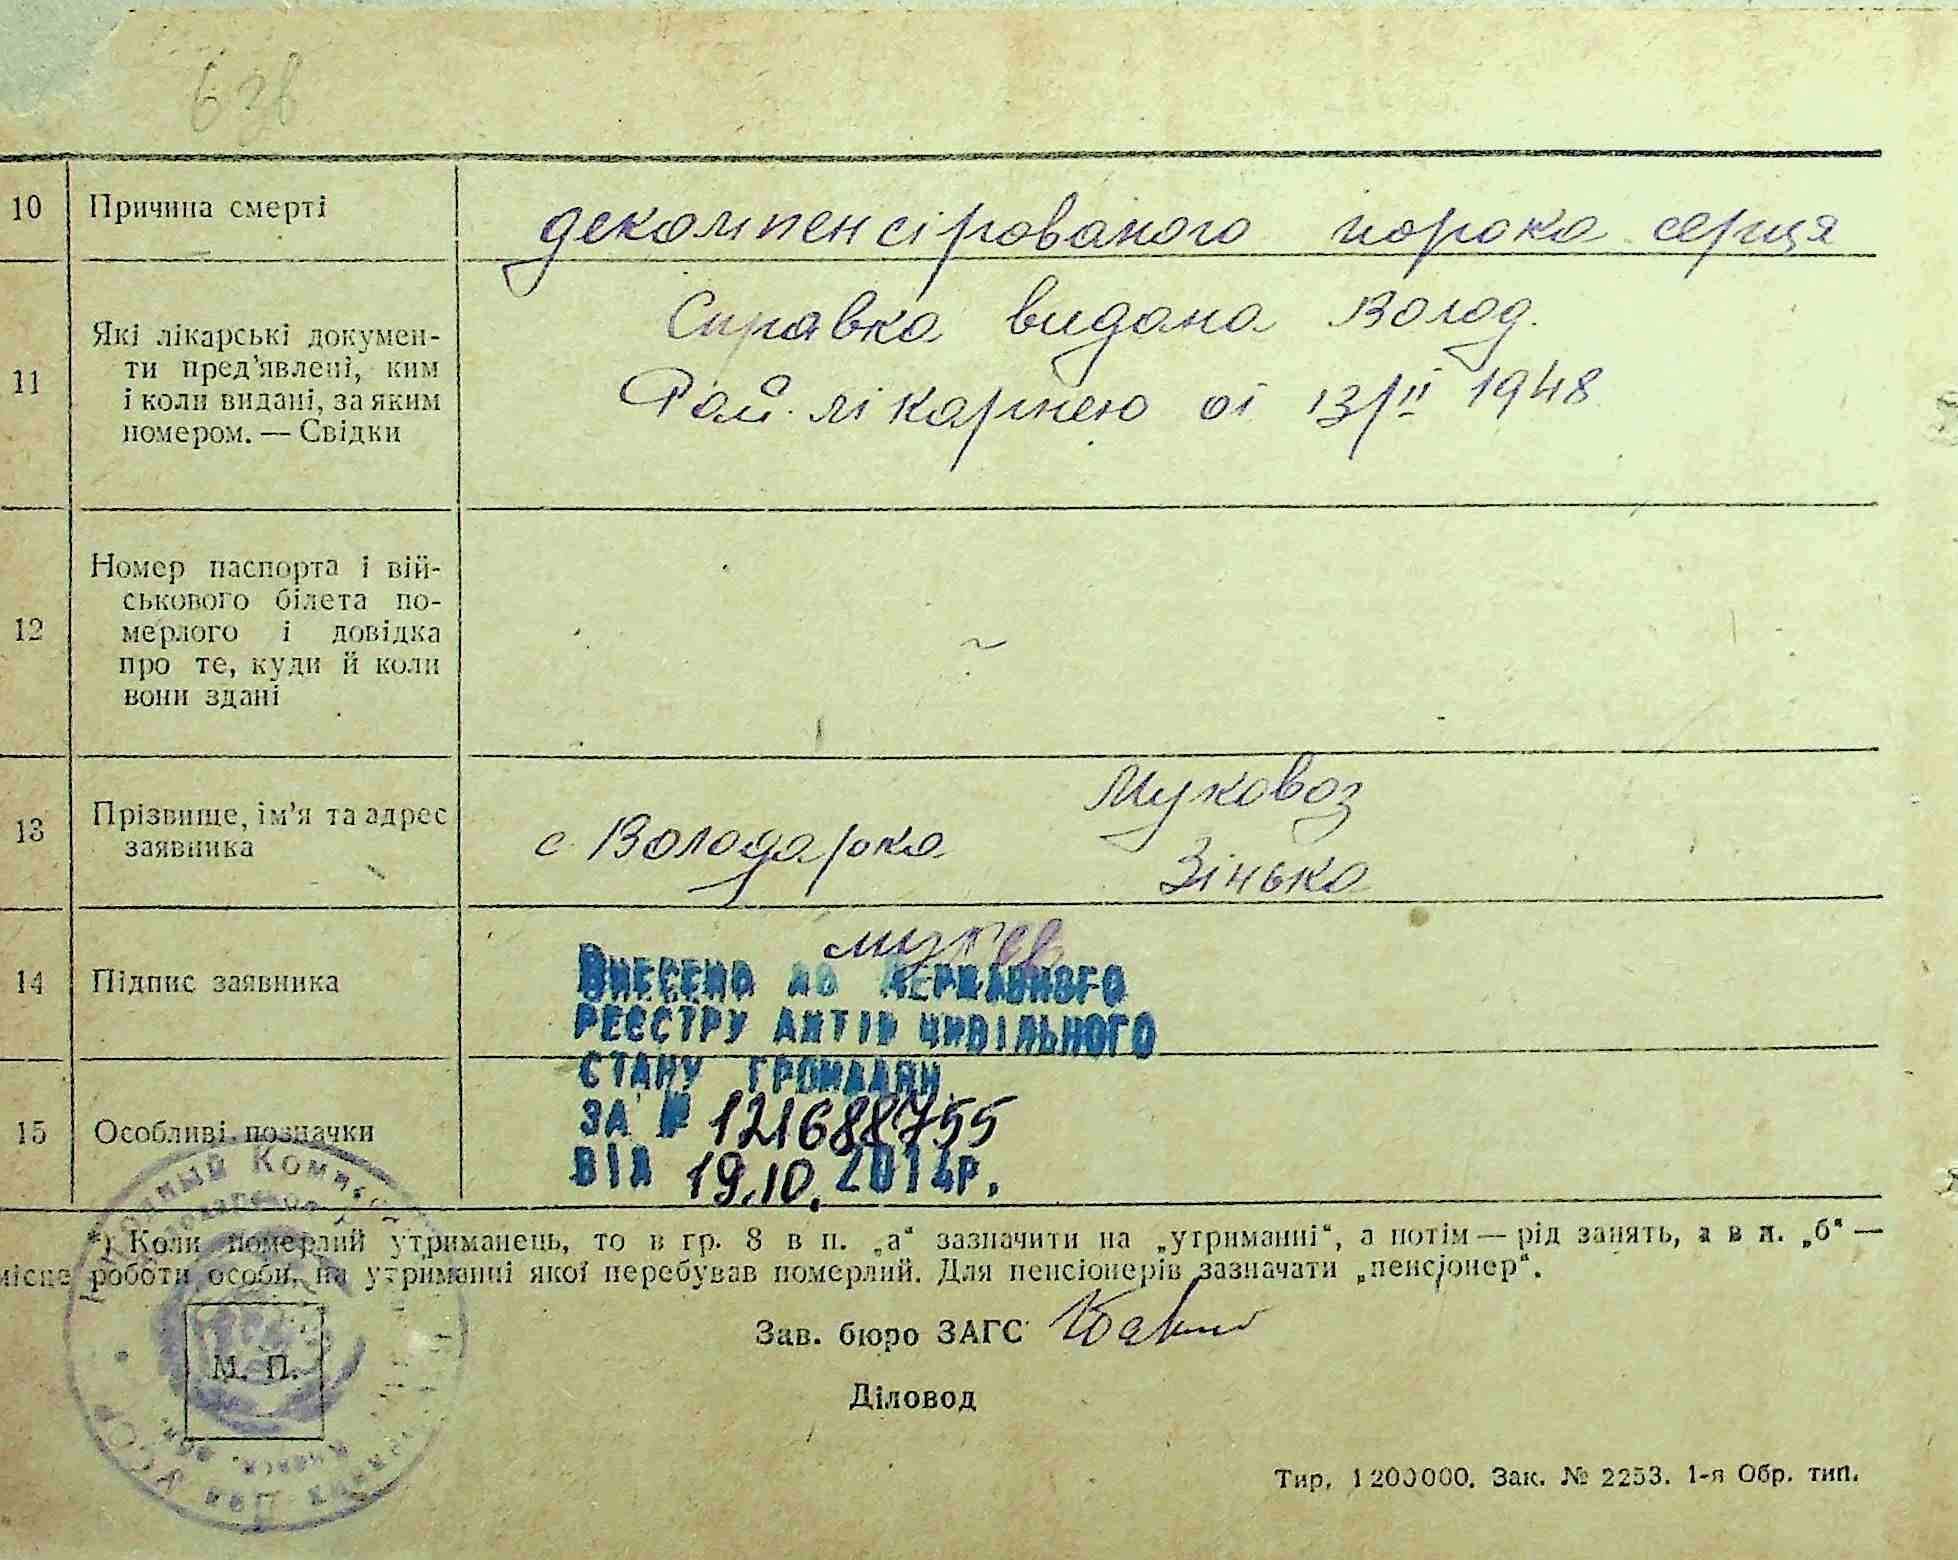 6 зв
10 Причина смерті декомпенсірованого порока серця
11 Які лікарські докумен-
ти пред'явлені, ким
і коли видані, за яким
номером. — Свідки
Справка видана Волод.
Рай. лікарнею ої 13/II 1948
12 Номер паспорта і вій-
ськового білета по-
мерлого і довідка
про те, куди й коли
вони здані
13 Прізвище, ім'я та адрес
заявника
Муковоз
с. Володарка Зінько
14 Підпис заявника
ВНЕСЕНО ДО ДЕРЖАВНОГО
РЕЄСТРУ АКТІВ ЦИВІЛЬНОГО
СТАНУ ГРОМАДЯН
15 Особливі позначки
ЗА № 121688755
ВІД 19.10.2014р.
*) Коли померлий утриманець, то в гр. 8 в п. „а“ зазначити на „утриманні“, а потім — рід занять, а в п. „б“ —
місце роботи особи, на утриманні якої перебував померлий. Для пенсіонерів зазначати „пенсіонер“.
Зав. бюро ЗАГС
М. П.
Діловод
Тир. 1200000. Зак. № 2253. 1-я Обр. тип.